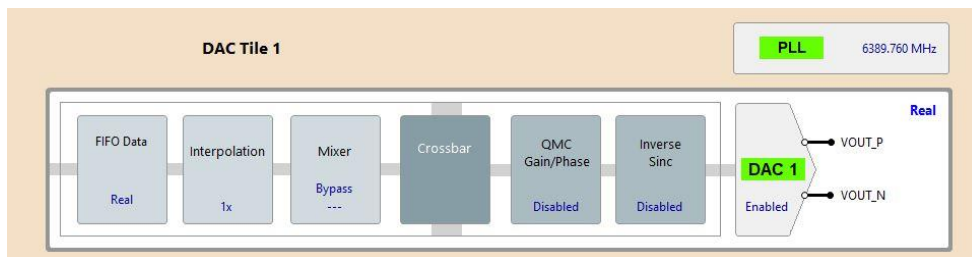 DAC Tile 1
PLL 6389.760 MHz
Real
FIFO Data
Real
Interpolation
1x
Mixer
Bypass
---
Crossbar
QMC
Gain/Phase
Disabled
Inverse
Sinc
Disabled
DAC 1
Enabled
VOUT_P
VOUT_N